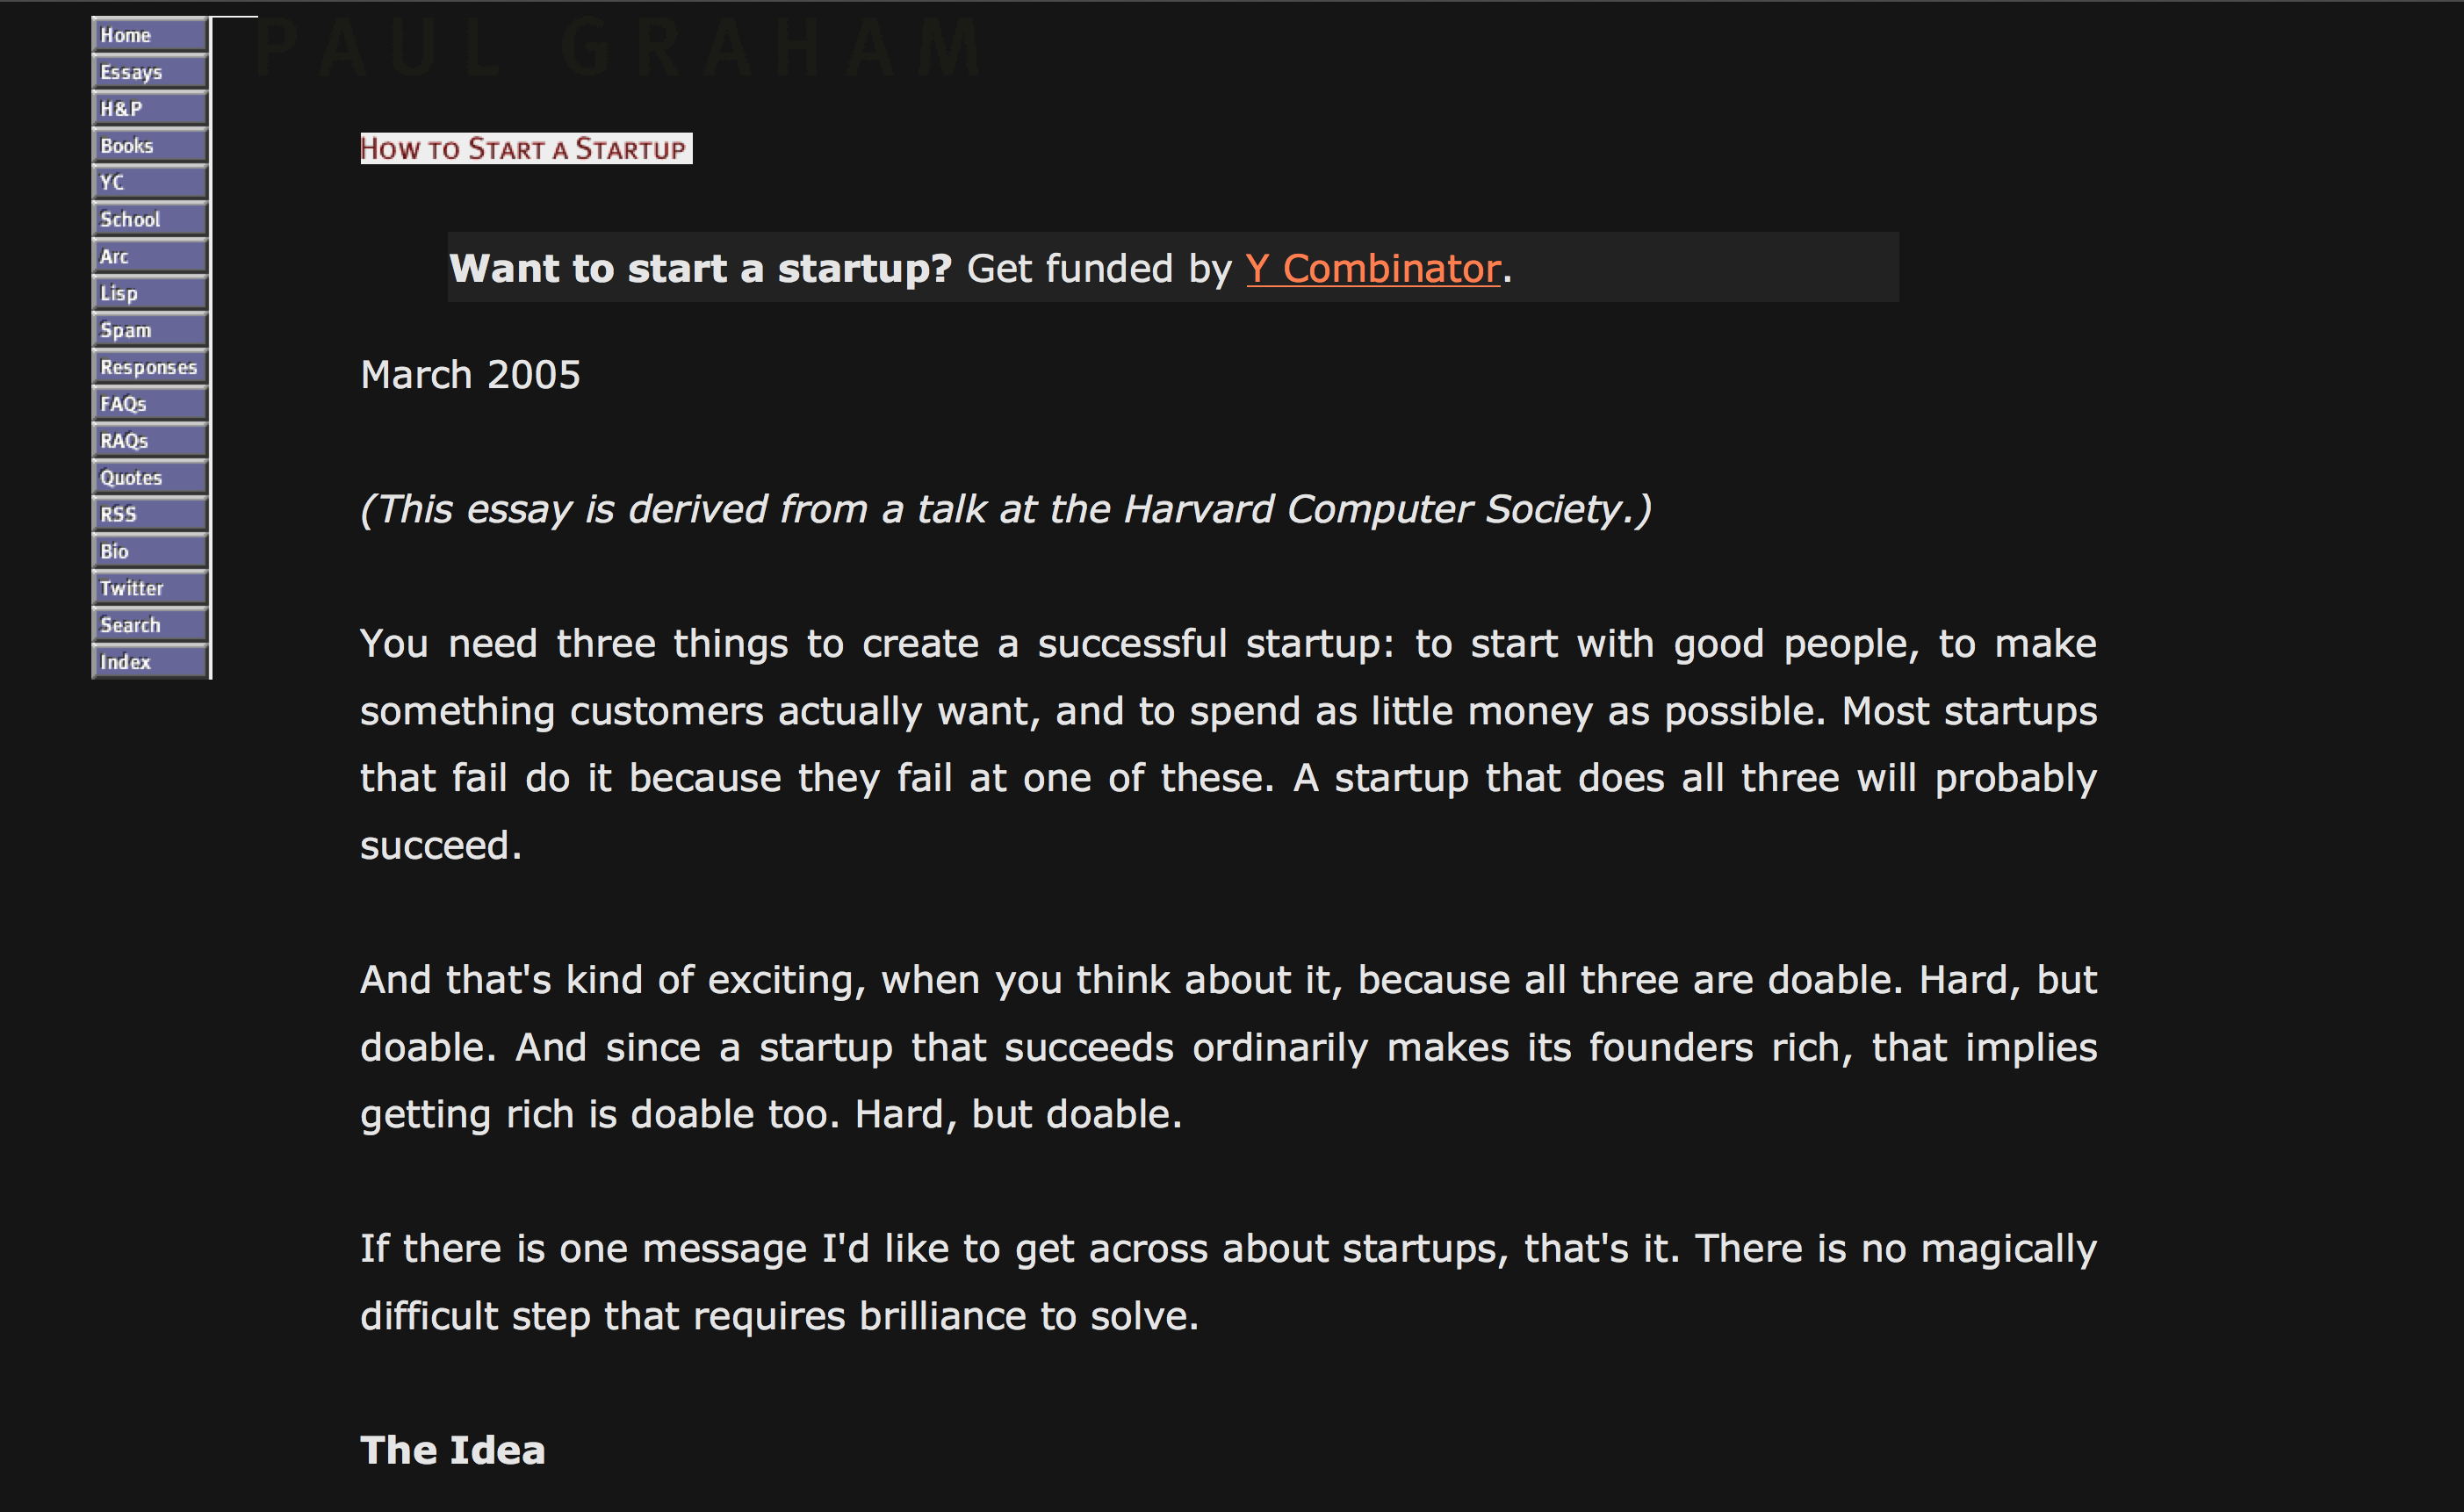 Home
Essays
H&P
Books
YC
School
Arc
Lisp
Spam
Responses
FAQs
RAQs
Quotes
RSS
Bio
Twitter
Search
Index
PAUL GRAHAM
How to Start a Startup
Want to start a startup? Get funded by Y Combinator.
March 2005
(This essay is derived from a talk at the Harvard Computer Society.)
You need three things to create a successful startup: to start with good people, to make
something customers actually want, and to spend as little money as possible. Most startups
that fail do it because they fail at one of these. A startup that does all three will probably
succeed.
And that's kind of exciting, when you think about it, because all three are doable. Hard, but
doable. And since a startup that succeeds ordinarily makes its founders rich, that implies
getting rich is doable too. Hard, but doable.
If there is one message I'd like to get across about startups, that's it. There is no magically
difficult step that requires brilliance to solve.
The Idea